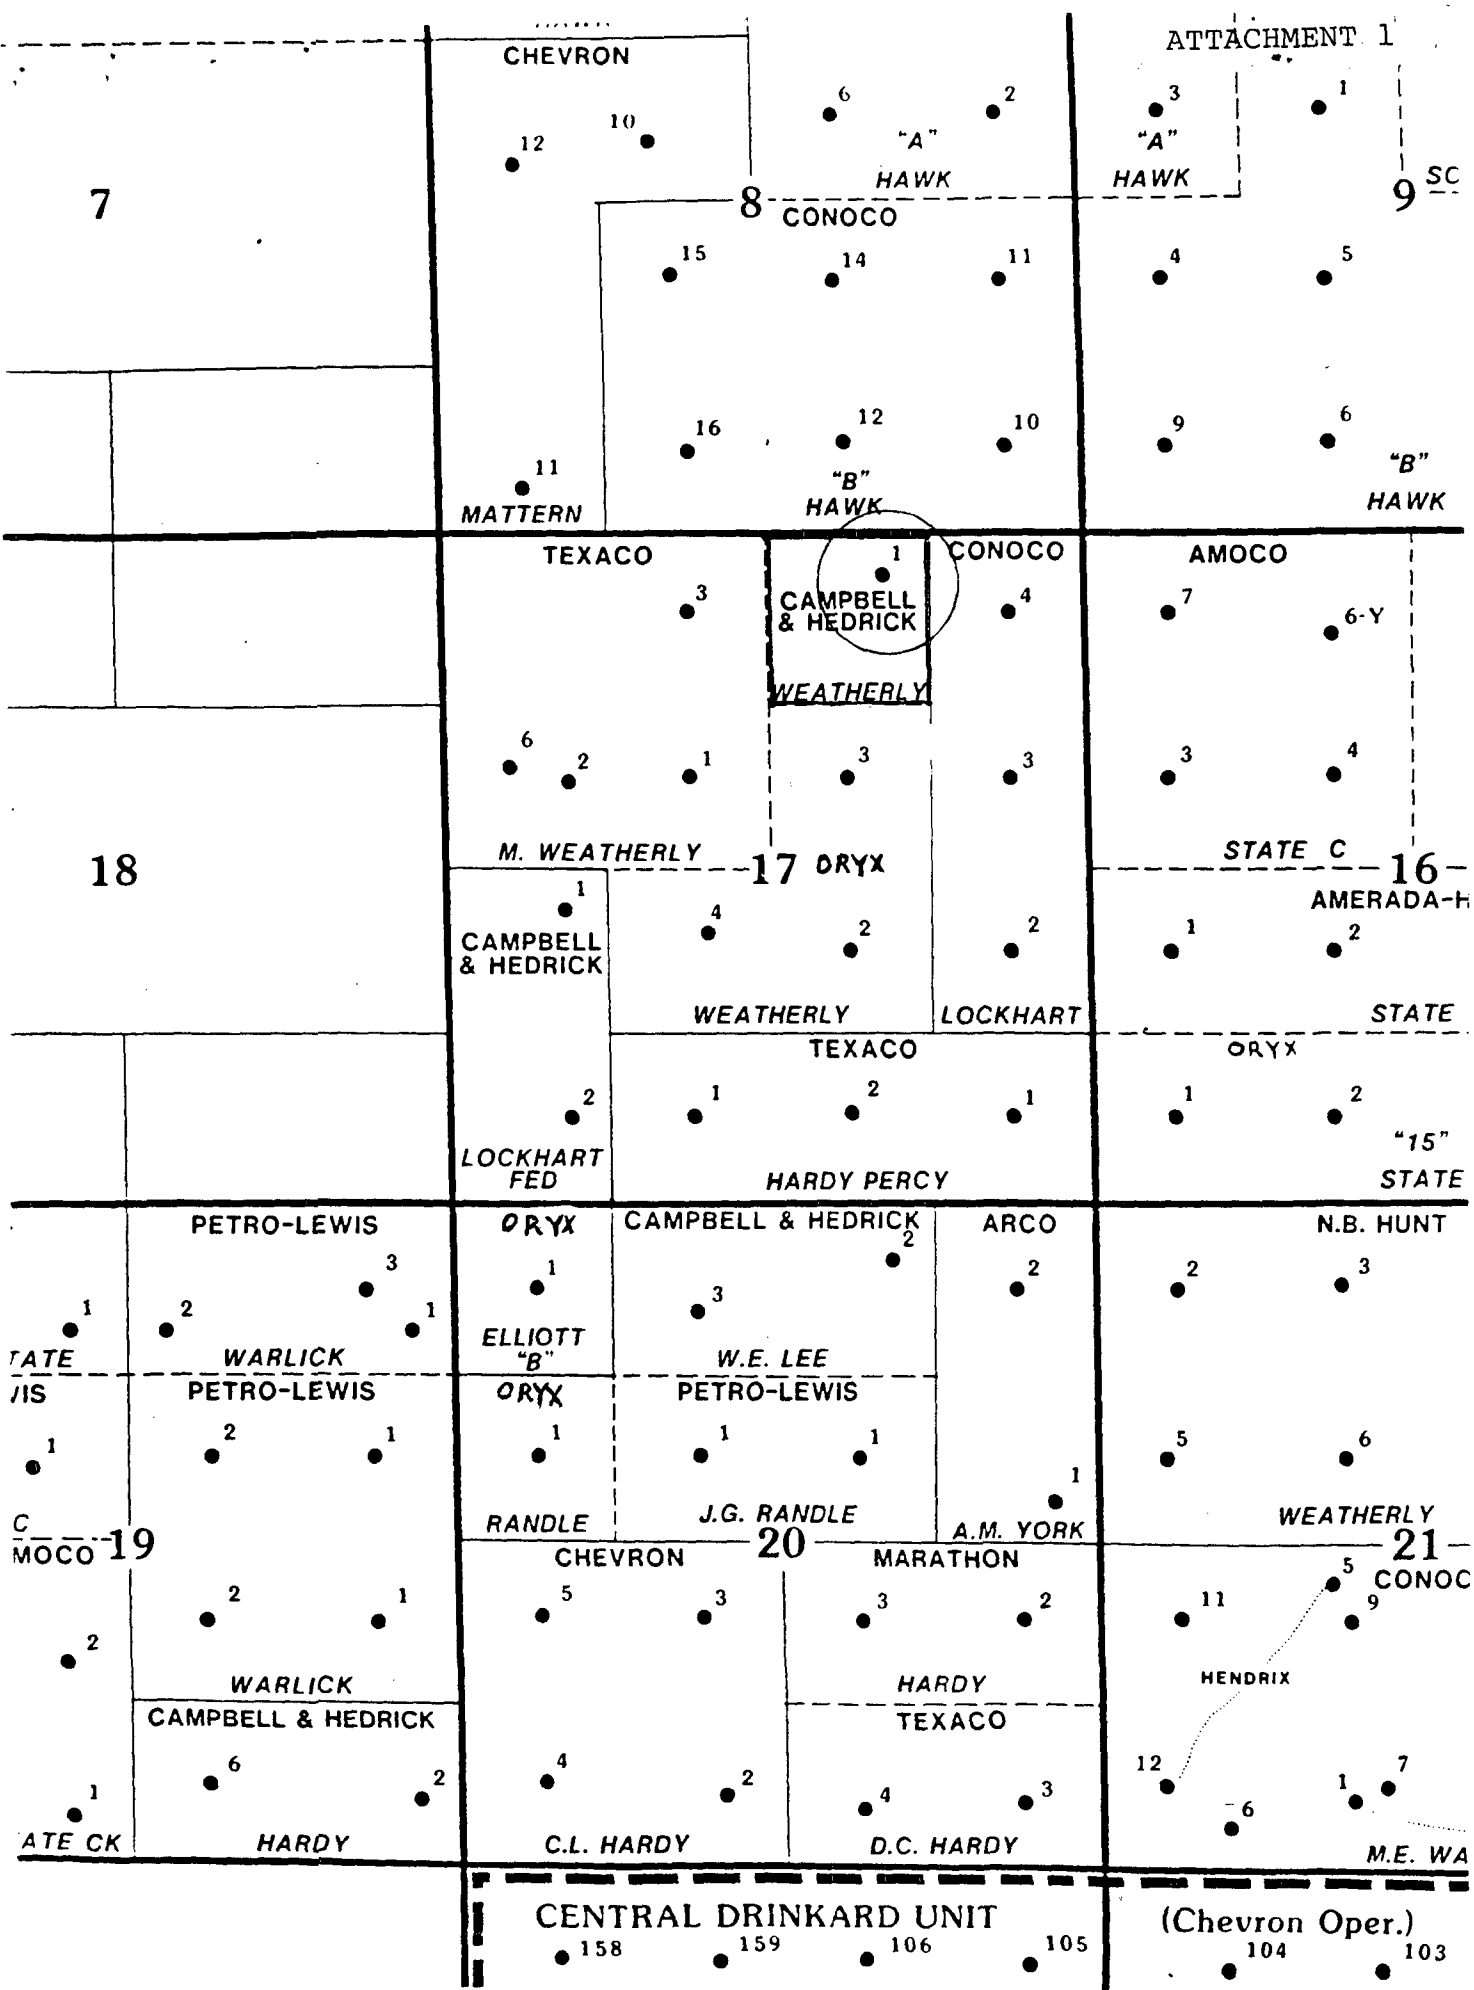 ATTACHMENT 1
CHEVRON
6
2
3
1
10
12
"A"
"A"
HAWK
HAWK
7
8
9
SC
CONOCO
15
14
11
4
5
16
12
10
9
6
11
"B"
"B"
MATTERN
HAWK
HAWK
TEXACO
1
CONOCO
AMOCO
3
CAMPBELL
& HEDRICK
4
7
6-Y
WEATHERLY
6
2
1
3
3
3
4
M. WEATHERLY
STATE C
18
17
ORYX
16
1
AMERADA-H
CAMPBELL
& HEDRICK
4
2
2
1
2
WEATHERLY
LOCKHART
STATE
TEXACO
ORYX
2
1
2
1
1
2
"15"
LOCKHART
FED
HARDY PERCY
STATE
PETRO-LEWIS
ORYX
CAMPBELL & HEDRICK
ARCO
N.B. HUNT
2
3
1
2
2
3
1
2
1
3
TATE
WARLICK
ELLIOTT
"B"
W.E. LEE
VIS
PETRO-LEWIS
ORYX
PETRO-LEWIS
1
2
1
1
1
1
5
6
1
RANDLE
J.G. RANDLE
A.M. YORK
WEATHERLY
C
MOCO
19
20
21
CHEVRON
MARATHON
5
CONOC
2
1
5
3
3
2
11
9
2
WARLICK
HARDY
HENDRIX
CAMPBELL & HEDRICK
TEXACO
6
2
4
2
4
3
12
1
7
1
6
ATE CK
HARDY
C.L. HARDY
D.C. HARDY
M.E. WA
CENTRAL DRINKARD UNIT
(Chevron Oper.)
158
159
106
105
104
103